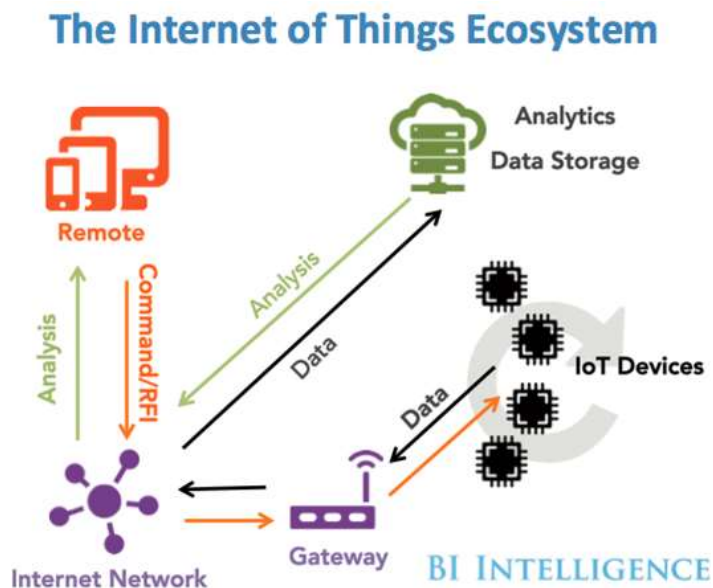 The Internet of Things Ecosystem
Analytics
Data Storage
Remote
Analysis
Command/RFI
Analysis
Data
IoT Devices
Data
Gateway
Internet Network
BI INTELLIGENCE